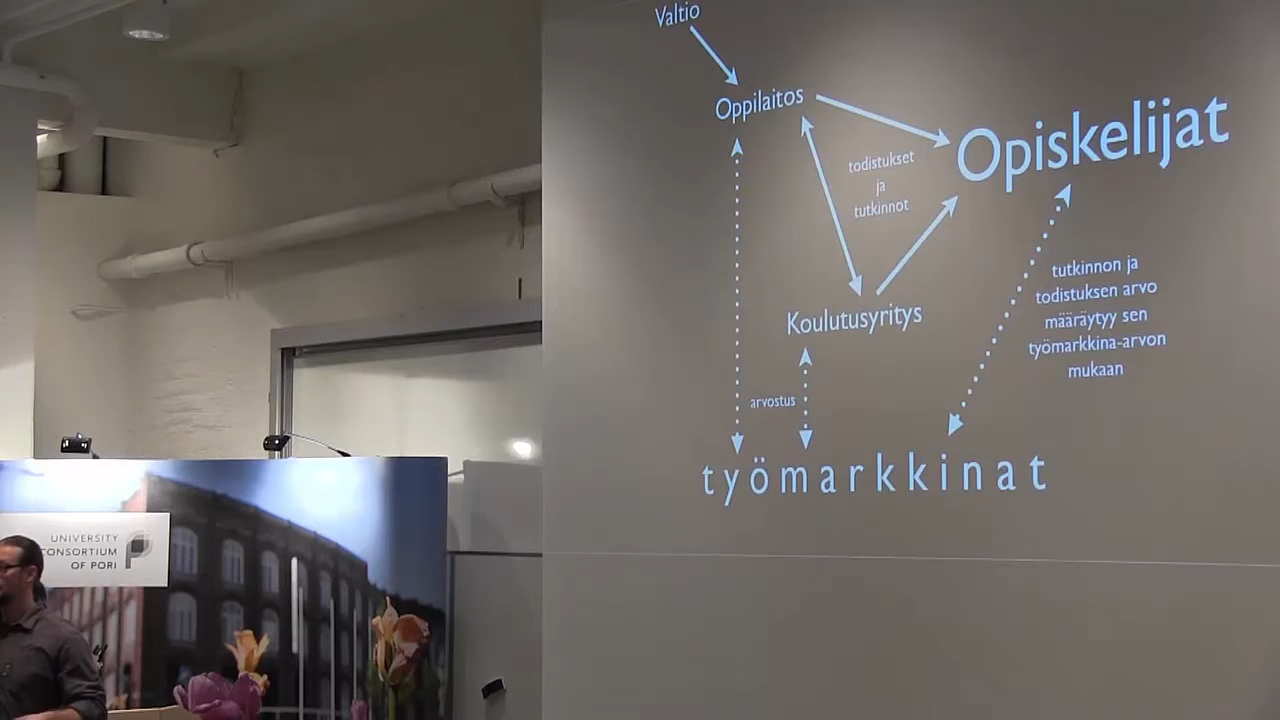 Valtio
Oppilaitos
Opiskelijat
todistukset
ja
tutkinnot
Koulutusyritys
tutkinnon ja
todistuksen arvo
määräytyy sen
työmarkkina-arvon
mukaan
arvostus
työmarkkinat
UNIVERSITY
CONSORTIUM
OF PORI